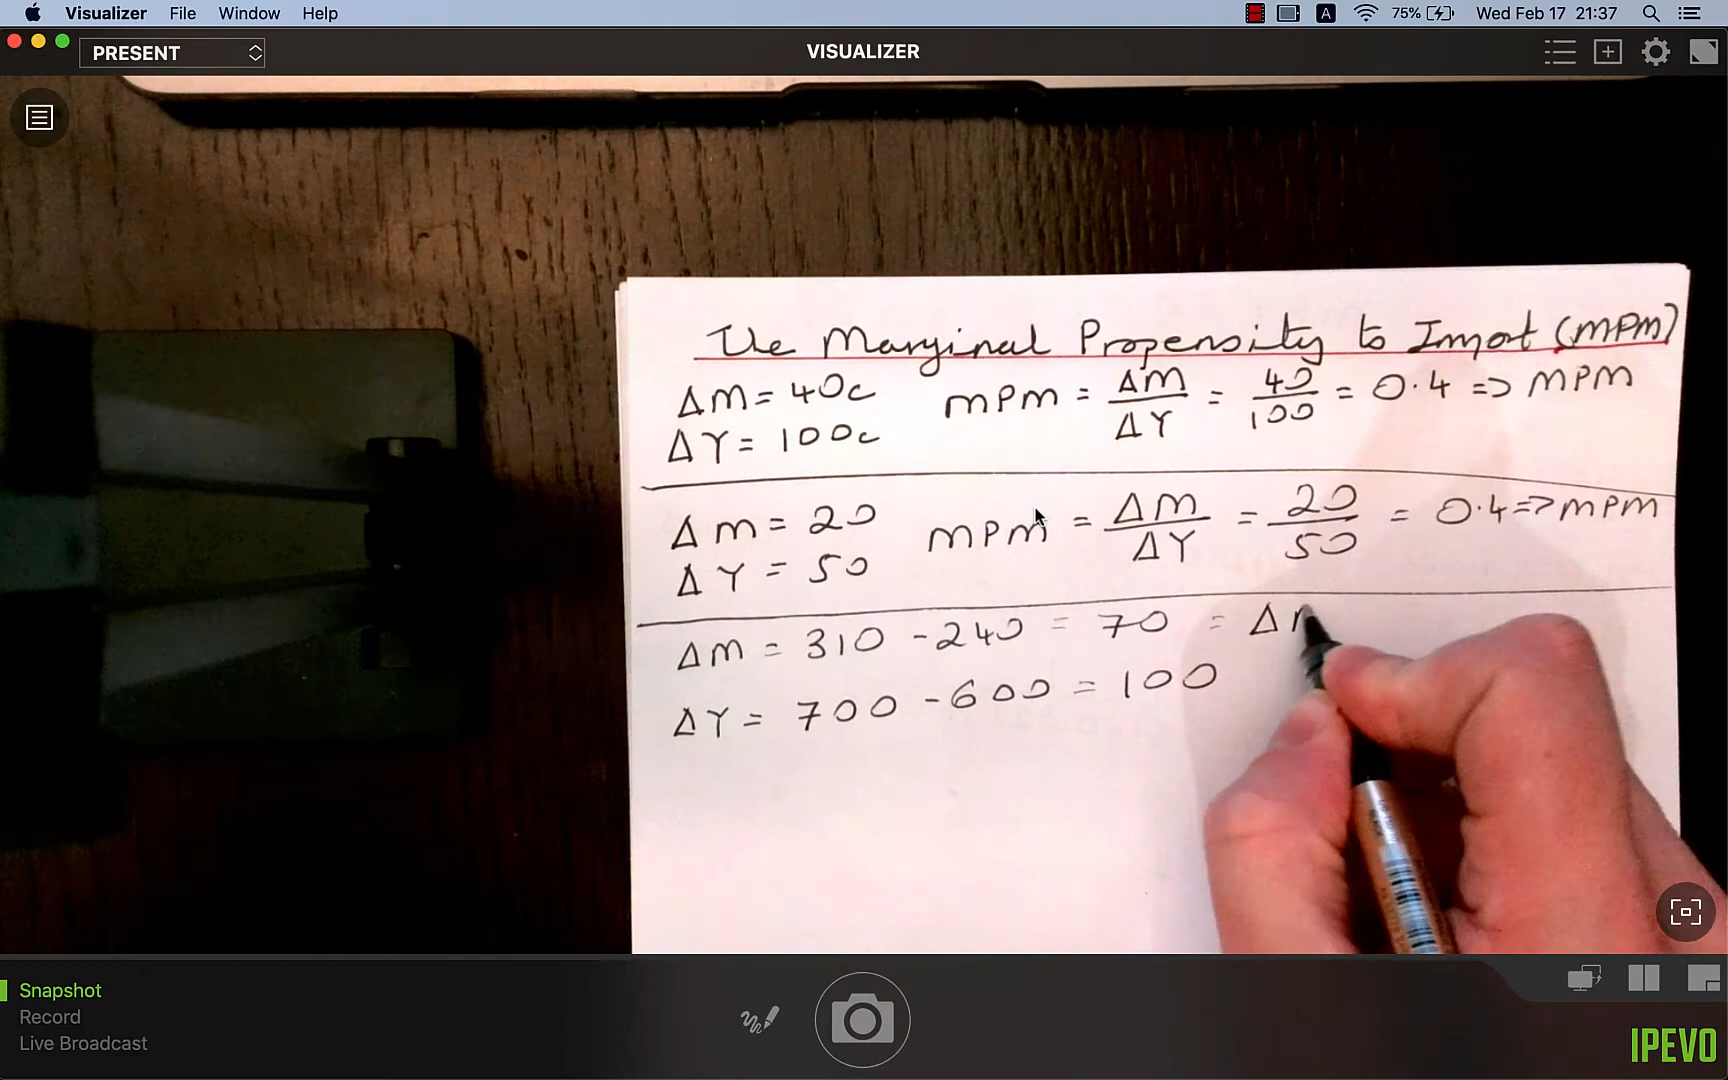 Visualizer File Window Help 75% Wed Feb 17 21:37
PRESENT VISUALIZER
The Marginal Propensity to Import (MPM)
ΔM = 40c MPM = ΔM/ΔY = 40/100 = 0.4 => MPM
ΔY = 100c
Δm = 20 MPM = ΔM/ΔY = 20/50 = 0.4 => MPM
ΔY = 50
ΔM = 310 - 240 = 70 = Δ
ΔY = 700 - 600 = 100
Snapshot
Record
Live Broadcast
IPEVO